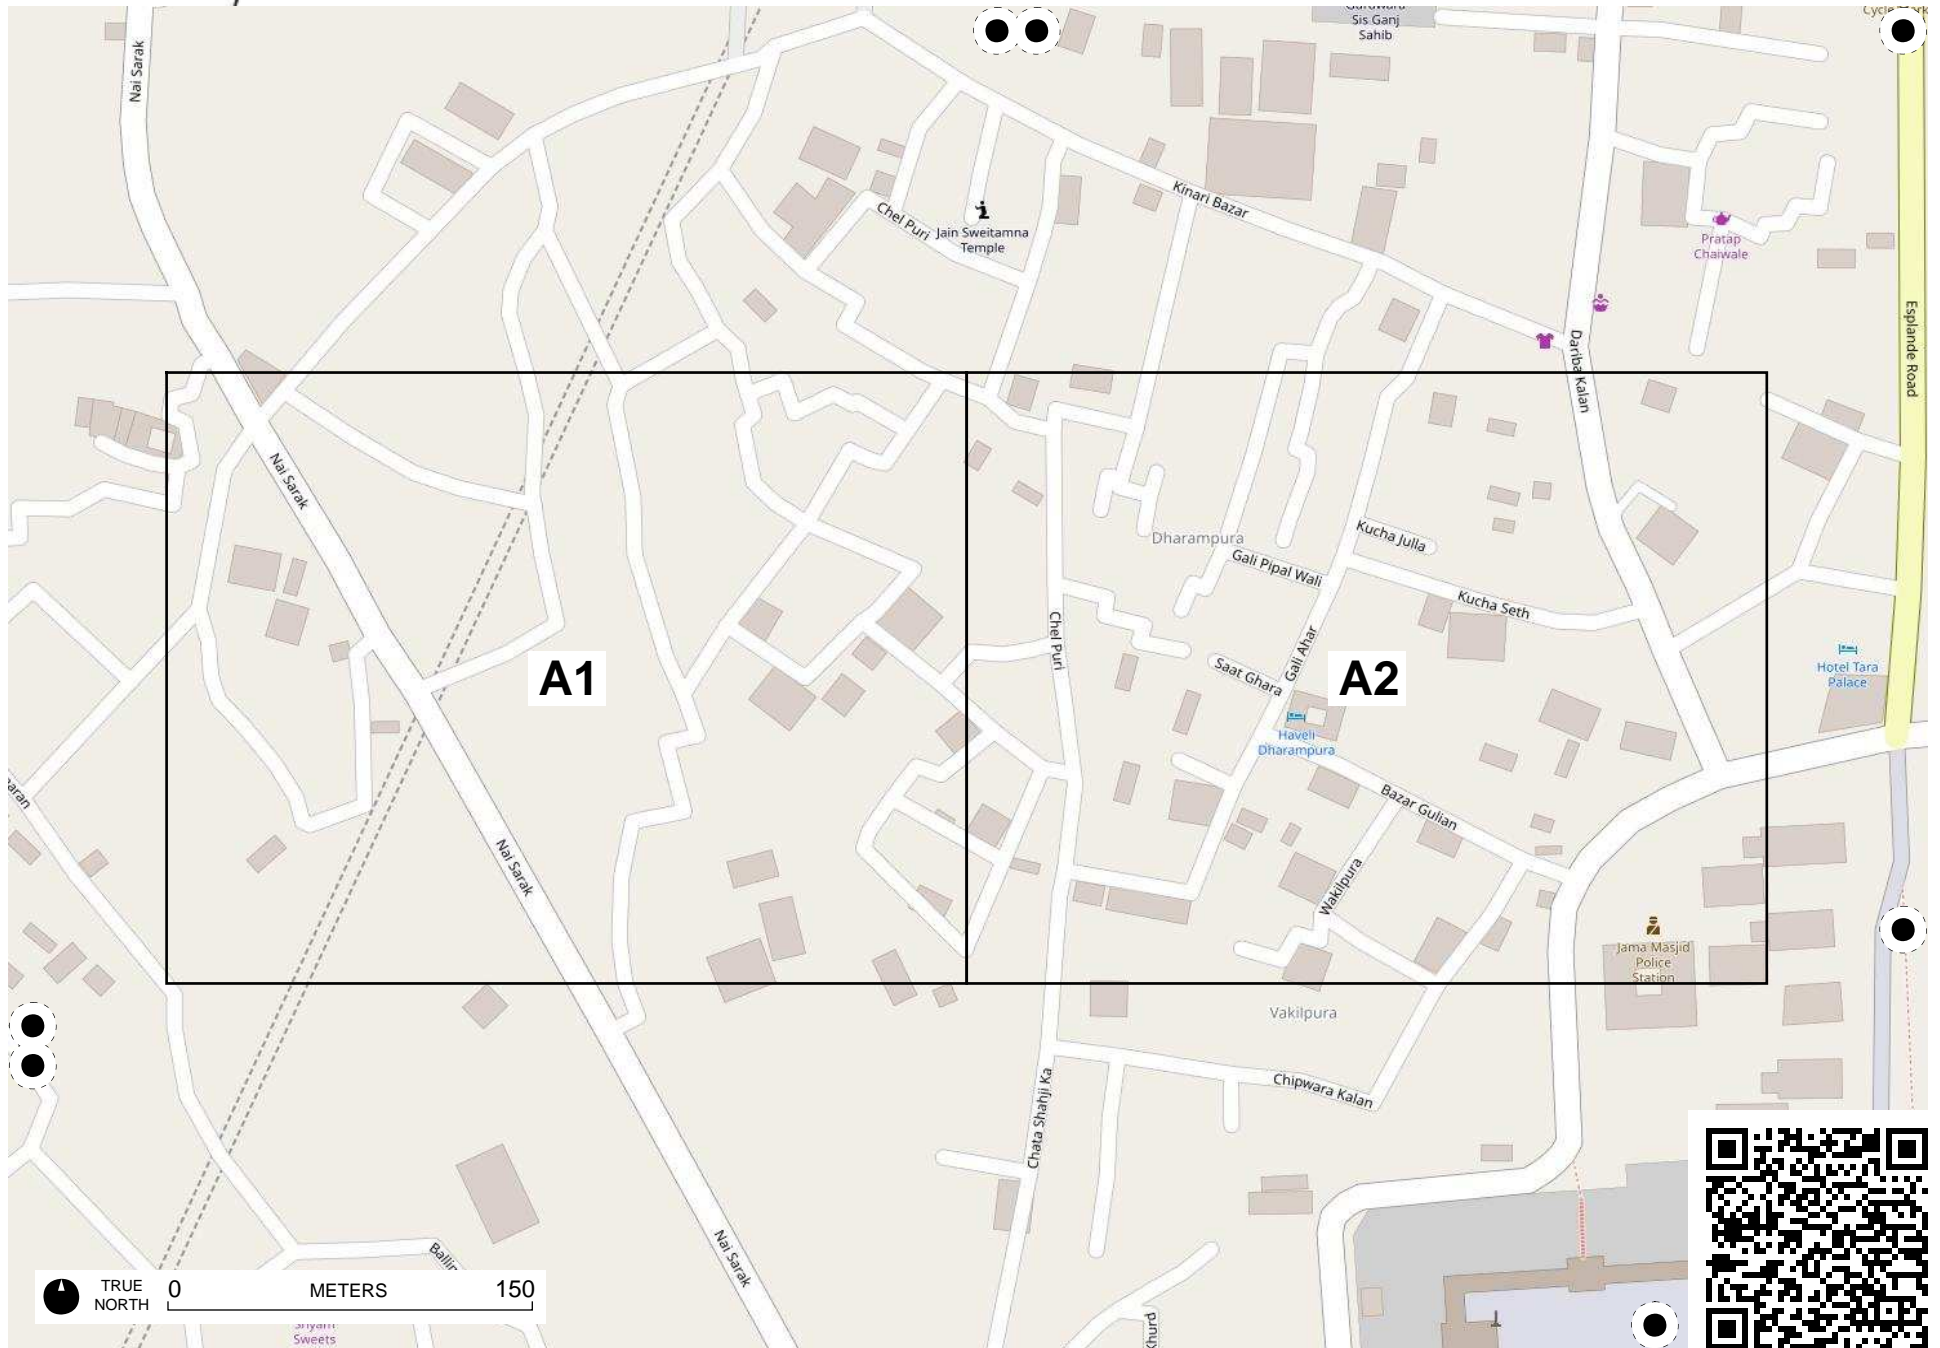 Sis Ganj
Sahib
Nai Sarak
Kinari Bazar
Chel Puri
Jain Sweitamna
Temple
Pratap
Chaiwale
Esplande Road
Dariba Kalan
Nai Sarak
Dharampura
Kucha Julla
Gali Pipal Wali
Kucha Seth
Chel Puri
Gali Ahar
Saat Ghara
A1
A2
Hotel Tara
Palace
Haveli
Dharampura
Bazar Gulian
Nai Sarak
Wakilpura
Jama Masjid
Police
Station
Vakilpura
Chipwara Kalan
Chata Shahji Ka
Nai Sarak
TRUE
NORTH
0 METERS 150
Shyam
Sweets